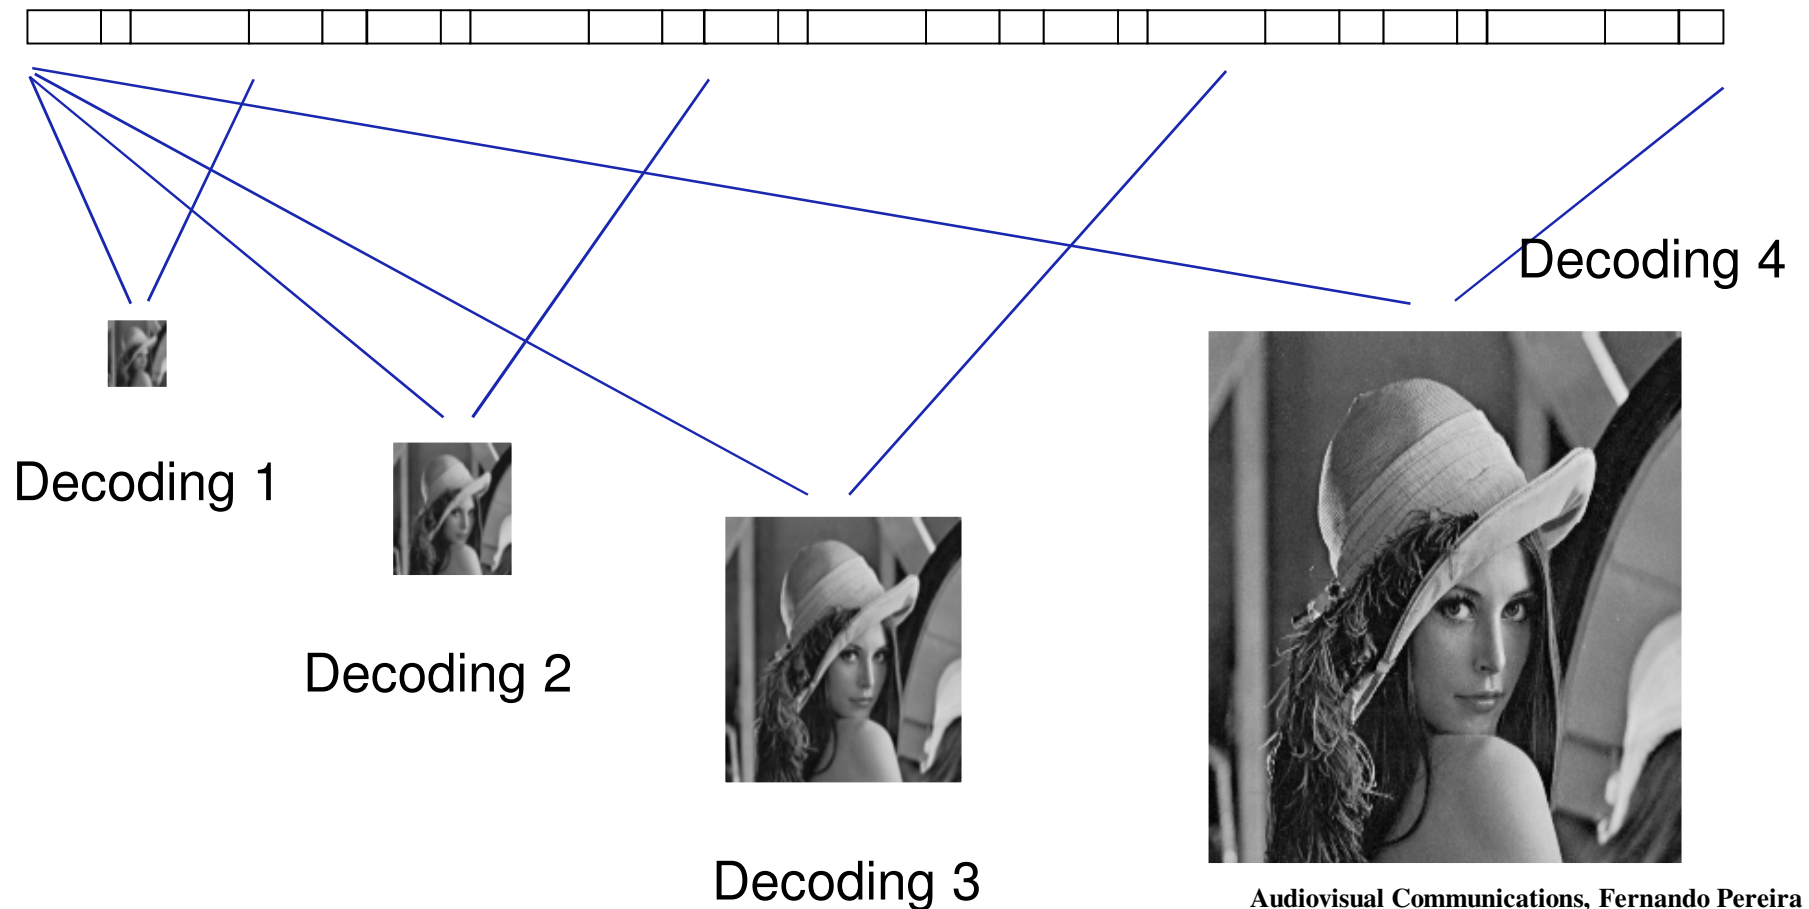 Decoding 4
Decoding 1
Decoding 2
Decoding 3
Audiovisual Communications, Fernando Pereira